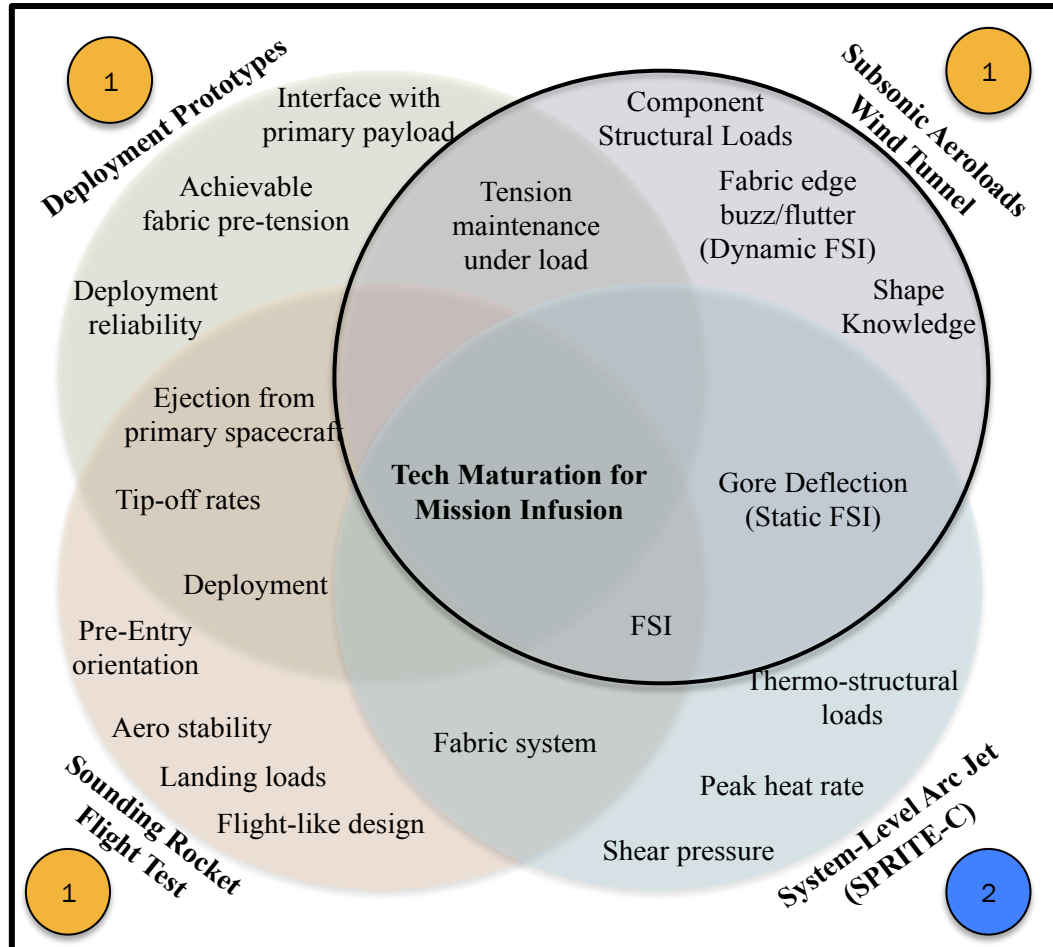 1
Deployment Prototypes
Interface with
primary payload
Achievable
fabric pre-tension
Deployment
reliability
1
Subsonic Aeroloads
Wind Tunnel
Component
Structural Loads
Fabric edge
buzz/flutter
(Dynamic FSI)
Shape
Knowledge
Tension
maintenance
under load
Ejection from
primary spacecraft
Tip-off rates
Deployment
Tech Maturation for
Mission Infusion
Gore Deflection
(Static FSI)
FSI
Pre-Entry
orientation
Aero stability
Landing loads
Flight-like design
Sounding Rocket
Flight Test
1
Fabric system
Thermo-structural
loads
Peak heat rate
Shear pressure
System-Level Arc Jet
(SPRITE-C)
2